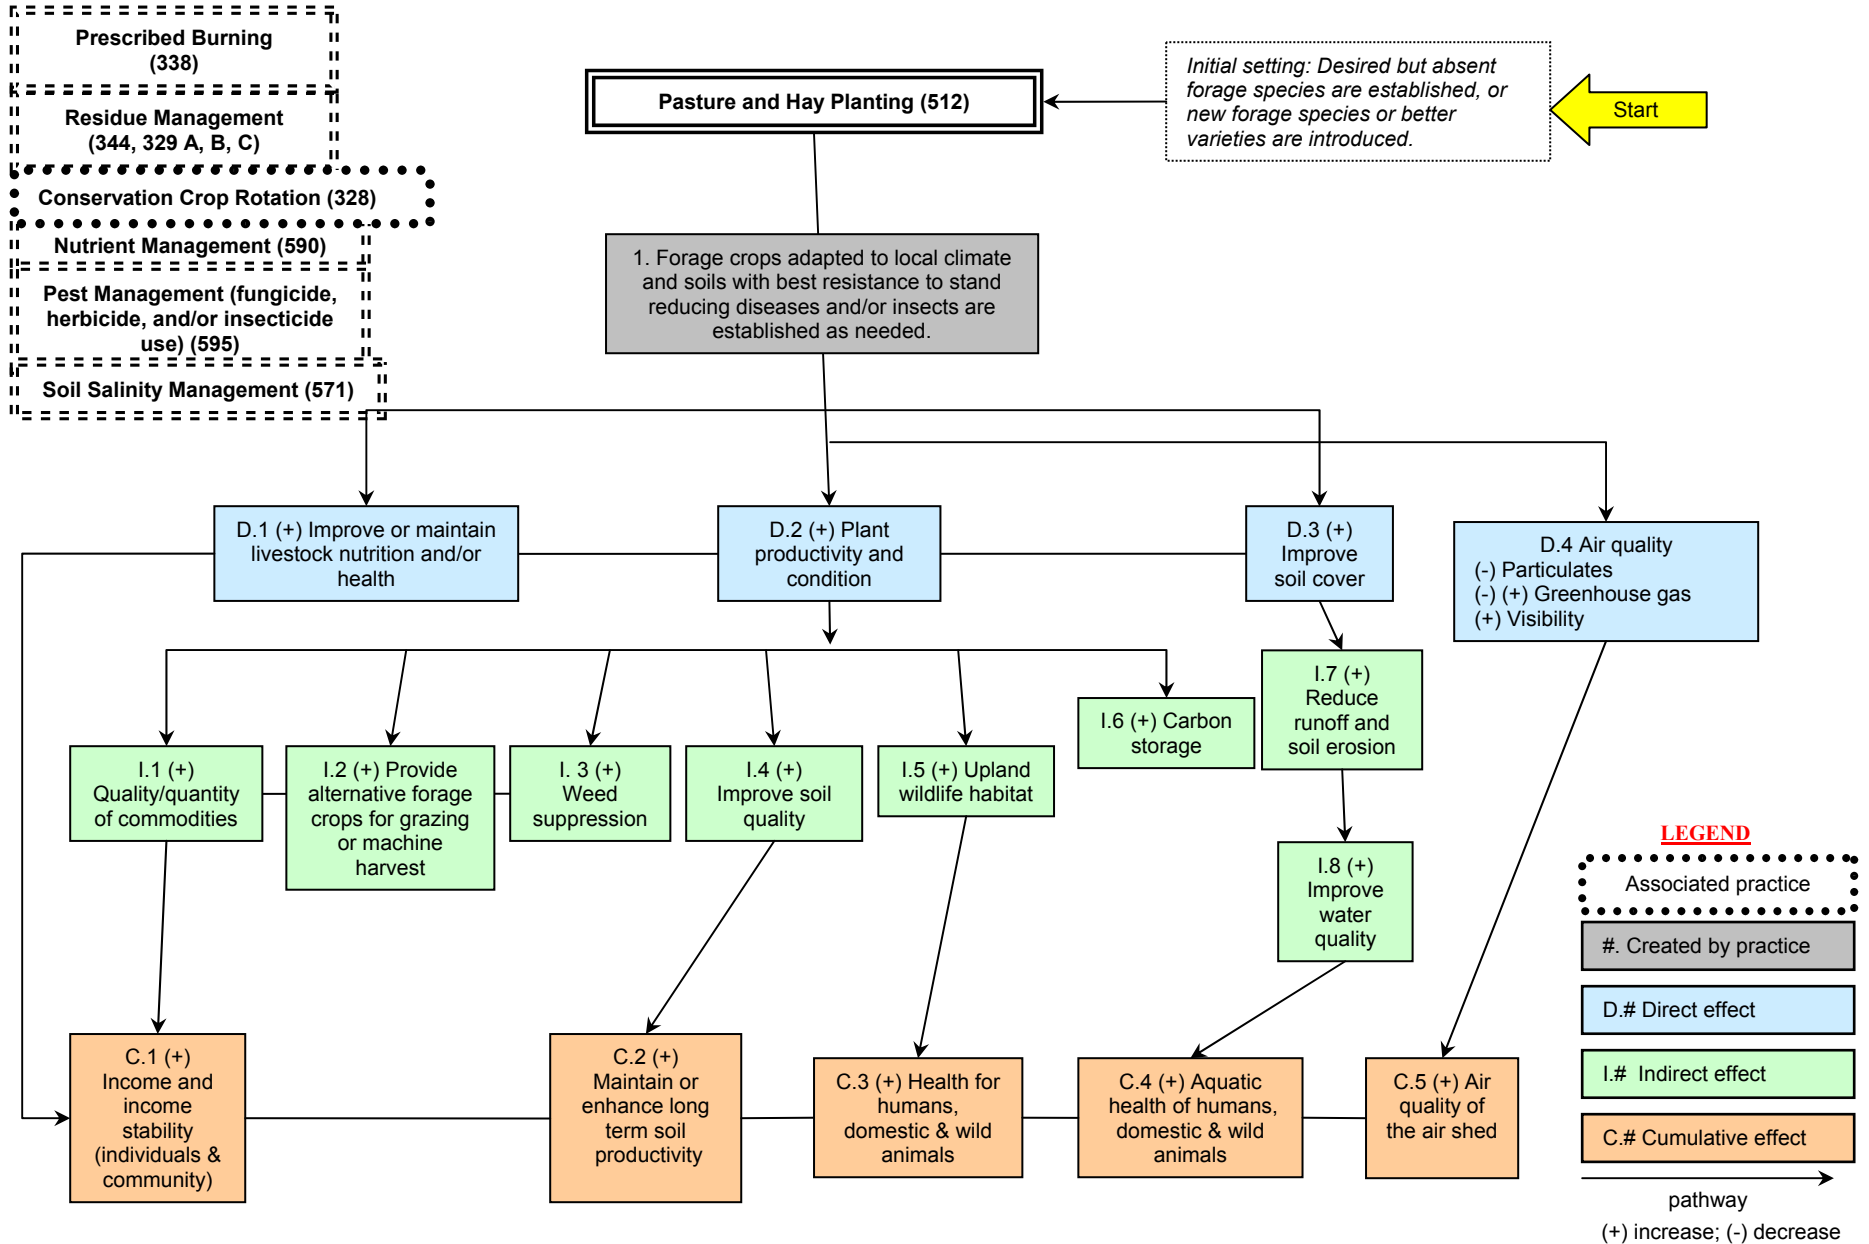 Prescribed Burning
(338)
Residue Management
(344, 329 A, B, C)
Conservation Crop Rotation (328)
Nutrient Management (590)
Pest Management (fungicide,
herbicide, and/or insecticide
use) (595)
Soil Salinity Management (571)
Pasture and Hay Planting (512)
Initial setting: Desired but absent
forage species are established, or
new forage species or better
varieties are introduced.
Start
1. Forage crops adapted to local climate
and soils with best resistance to stand
reducing diseases and/or insects are
established as needed.
D.1 (+) Improve or maintain
livestock nutrition and/or
health
D.2 (+) Plant
productivity and
condition
D.3 (+)
Improve
soil cover
D.4 Air quality
(-) Particulates
(-) (+) Greenhouse gas
(+) Visibility
I.1 (+)
Quality/quantity
of commodities
I.2 (+) Provide
alternative forage
crops for grazing
or machine
harvest
I. 3 (+)
Weed
suppression
I.4 (+)
Improve soil
quality
I.5 (+) Upland
wildlife habitat
I.6 (+) Carbon
storage
I.7 (+)
Reduce
runoff and
soil erosion
I.8 (+)
Improve
water
quality
C.1 (+)
Income and
income
stability
(individuals &
community)
C.2 (+)
Maintain or
enhance long
term soil
productivity
C.3 (+) Health for
humans,
domestic & wild
animals
C.4 (+) Aquatic
health of humans,
domestic & wild
animals
C.5 (+) Air
quality of
the air shed
LEGEND
Associated practice
#. Created by practice
D.# Direct effect
I.# Indirect effect
C.# Cumulative effect
pathway
(+) increase; (-) decrease